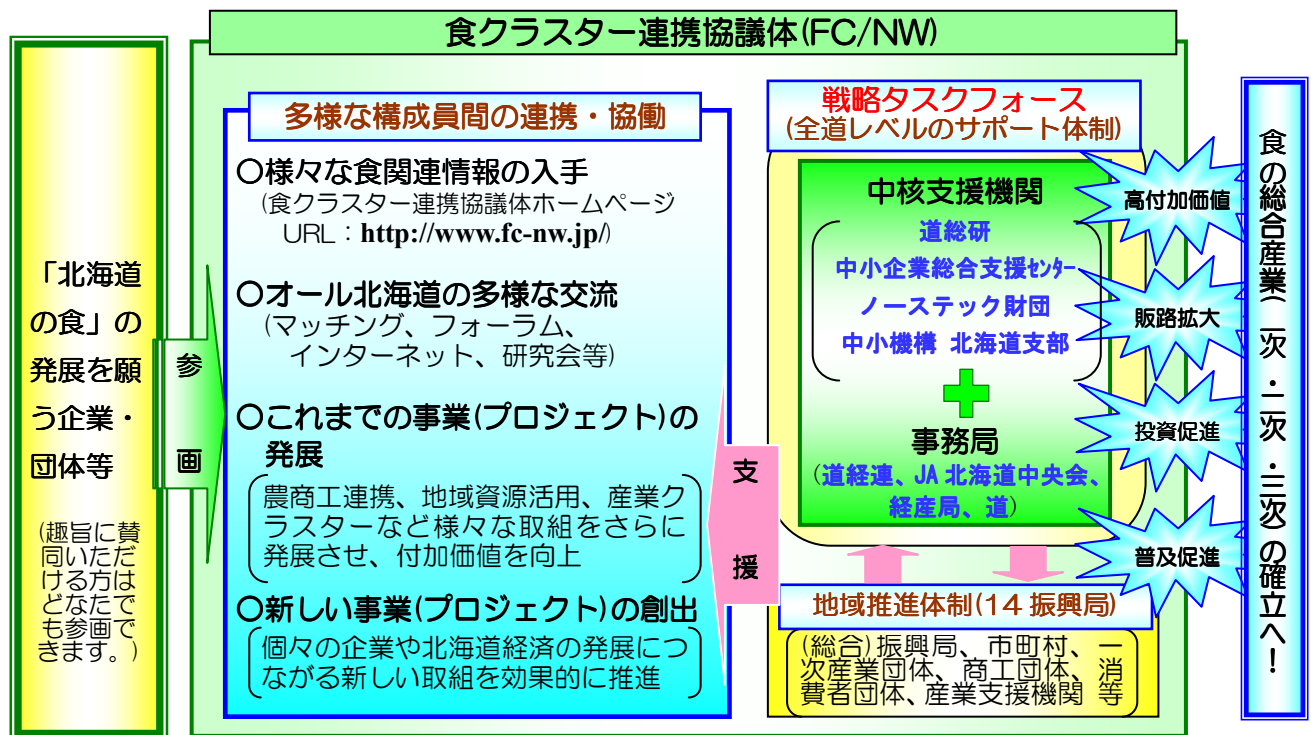 食クラスター連携協議体(FC/NW)
「北海道
の食」の
発展を願
う企業・
団体等
(趣旨に賛
同いただ
ける方は
どなたで
も参画で
きます。)
参
画
多様な構成員間の連携・協働
○様々な食関連情報の入手
(食クラスター連携協議体ホームページ
URL：http://www.fc-nw.jp/)
○オール北海道の多様な交流
(マッチング、フォーラム、
インターネット、研究会等)
○これまでの事業(プロジェクト)の
発展
農商工連携、地域資源活用、産業ク
ラスターなど様々な取組をさらに
発展させ、付加価値を向上
○新しい事業(プロジェクト)の創出
個々の企業や北海道経済の発展につ
ながる新しい取組を効果的に推進
支
援
戦略タスクフォース
(全道レベルのサポート体制)
中核支援機関
道総研
中小企業総合支援センター
ノーステック財団
中小機構 北海道支部
事務局
(道経連、JA北海道中央会、
経産局、道)
地域推進体制(14振興局)
(総合)振興局、市町村、一
次産業団体、商工団体、消
費者団体、産業支援機関 等
高付加価値
販路拡大
投資促進
普及促進
食の総合産業(一次・二次・三次)の確立へ！